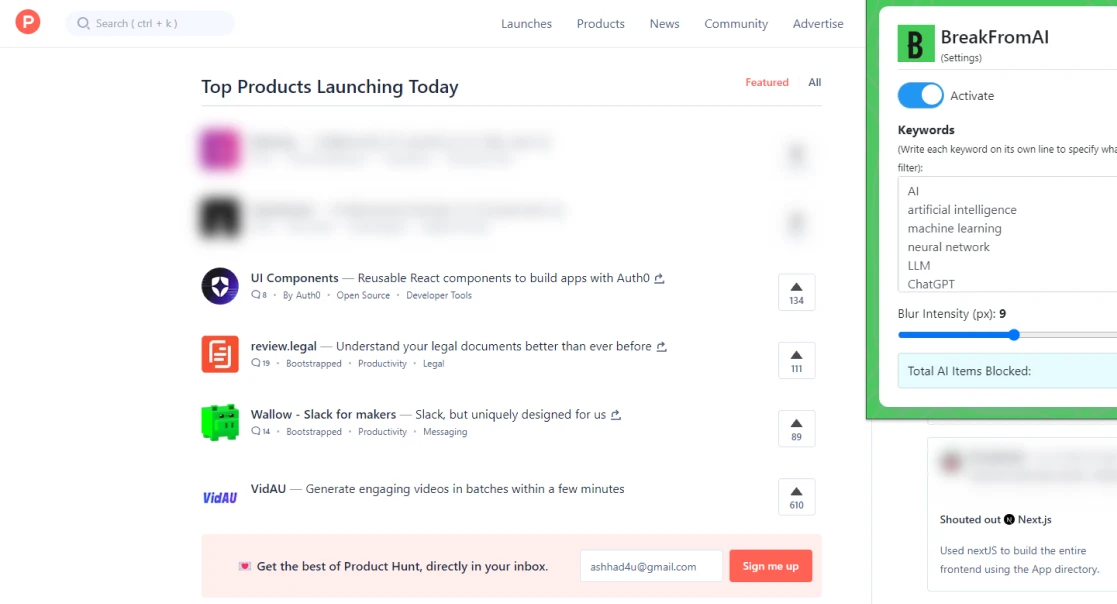 P
Search ( ctrl + k )
Launches
Products
News
Community
Advertise
Top Products Launching Today
Featured
All
UI Components — Reusable React components to build apps with Auth0
8 • By Auth0 • Open Source • Developer Tools
134
review.legal — Understand your legal documents better than ever before
19 • Bootstrapped • Productivity • Legal
111
Wallow - Slack for makers — Slack, but uniquely designed for us
14 • Bootstrapped • Productivity • Messaging
89
VidAU
VidAU — Generate engaging videos in batches within a few minutes
610
Get the best of Product Hunt, directly in your inbox.
ashhad4u@gmail.com
Sign me up
B
BreakFromAI
(Settings)
Activate
Keywords
(Write each keyword on its own line to specify
filter):
AI
artificial intelligence
machine learning
neural network
LLM
ChatGPT
Blur Intensity (px): 9
Total AI Items Blocked:
Shouted out N Next.js
Used nextJS to build the entire
frontend using the App directory.